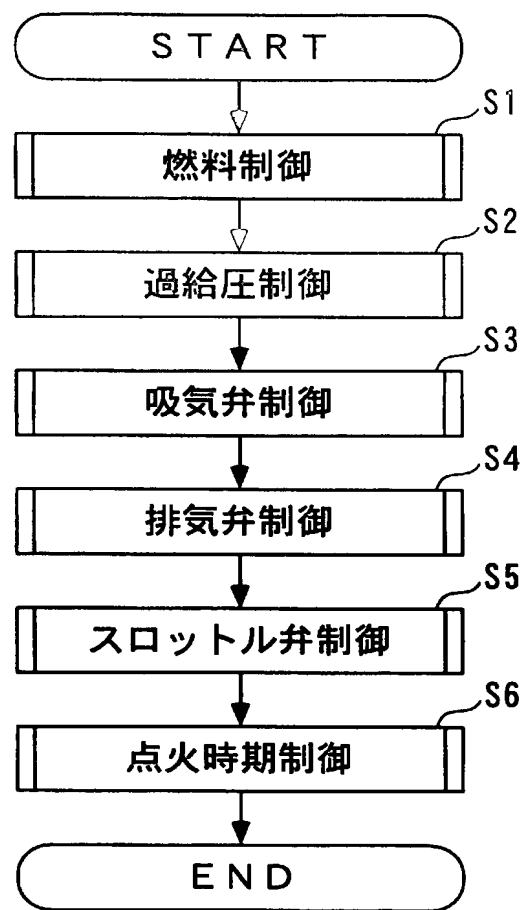 START
S1
燃料制御
S2
過給圧制御
S3
吸気弁制御
S4
排気弁制御
S5
スロットル弁制御
S6
点火時期制御
END